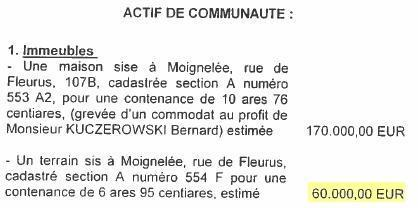 ACTIF DE COMMUNAUTE :
1. Immeubles
- Une maison sise à Moignelée, rue de
Fleurus, 107B, cadastrée section A numéro
553 A2, pour une contenance de 10 ares 76
centiares, (grevée d'un commodat au profit de
Monsieur KUCZEROWSKI Bernard) estimée 170.000,00 EUR
- Un terrain sis à Moignelée, rue de Fleurus,
cadastré section A numéro 554 F pour une
contenance de 6 ares 95 centiares, estimé 60.000,00 EUR